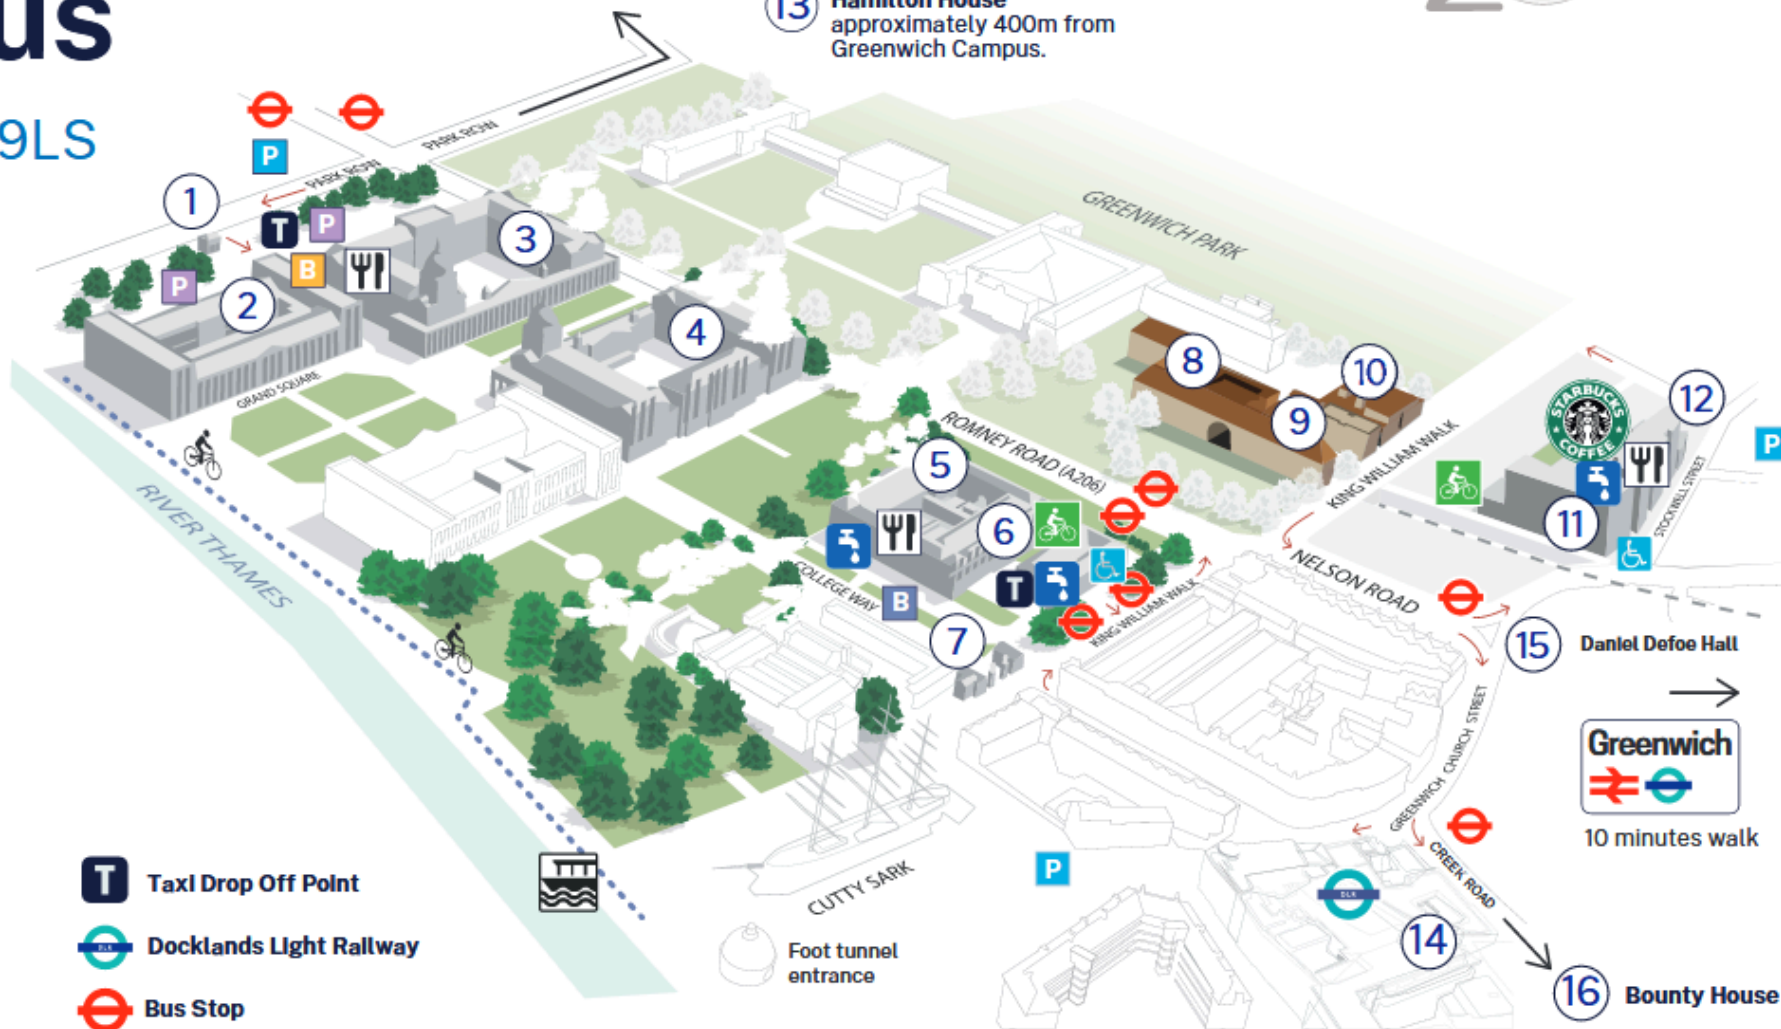 us
9LS
13 Hamilton House
approximately 400m from
Greenwich Campus.
PARK ROW
PARK ROW
P
1
T
P
3
B
P
2
4
GRAND SQUARE
GREENWICH PARK
8
10
9
12
STARBUCKS
COFFEE
P
ROMNEY ROAD (A206)
KING WILLIAM WALK
STOCKWELL STREET
5
6
11
RIVER THAMES
COLLEGE WAY
B
T
7
KING WILLIAM WALK
NELSON ROAD
15 Daniel Defoe Hall
GREENWICH CHURCH STREET
Greenwich
10 minutes walk
CREEK ROAD
P
CUTTY SARK
DLR
14
16 Bounty House
Foot tunnel
entrance
T Taxi Drop Off Point
DLR Docklands Light Railway
Bus Stop